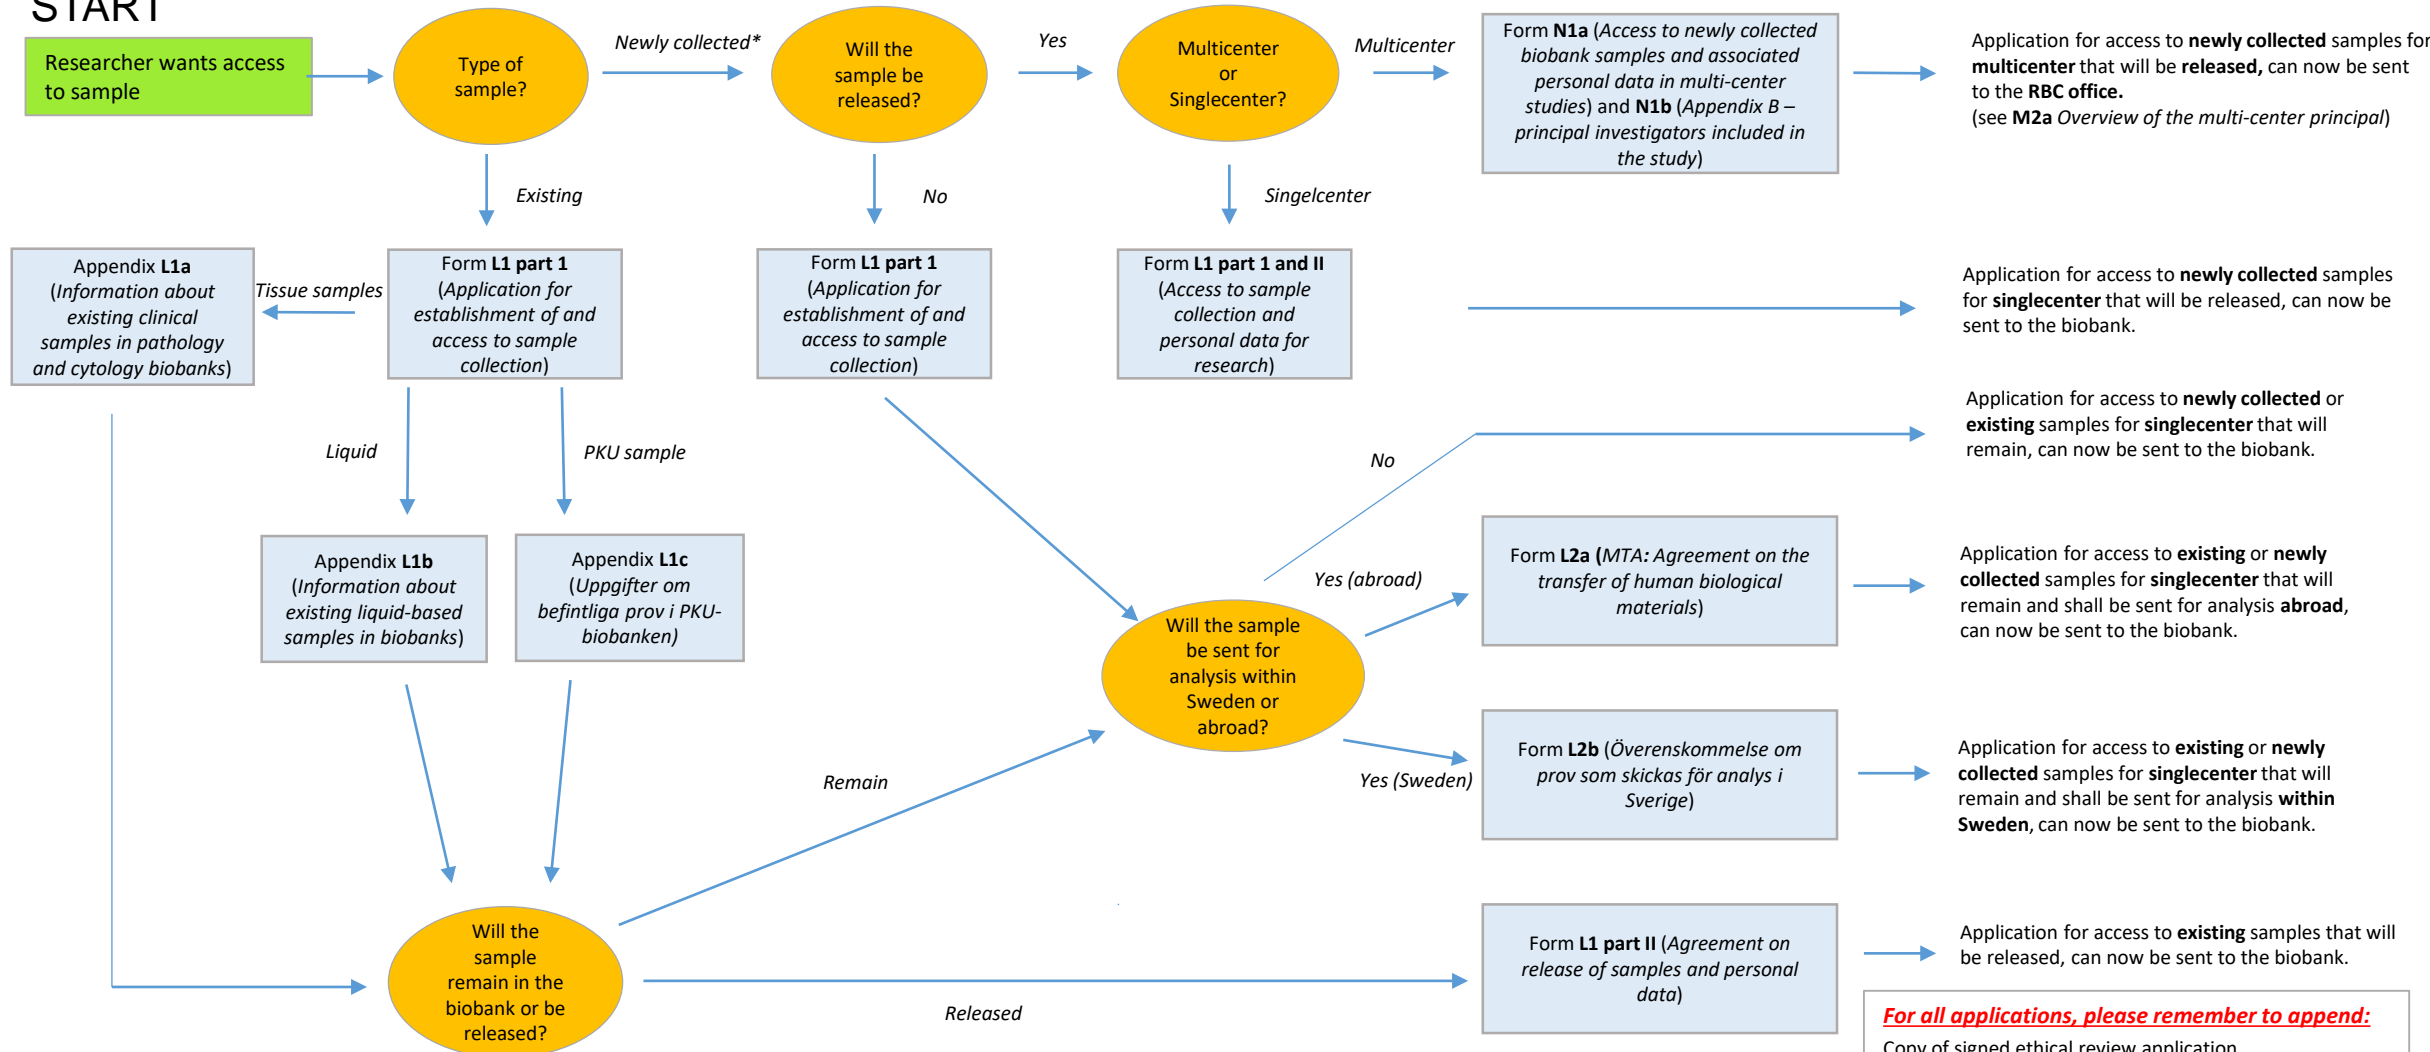 START
Researcher wants access
to sample
Type of
sample?
Newly collected*
Will the
sample be
released?
Yes
Multicenter
or
Singlecenter?
Multicenter
Form N1a (Access to newly collected
biobank samples and associated
personal data in multi-center
studies) and N1b (Appendix B –
principal investigators included in
the study)
Application for access to newly collected samples for
multicenter that will be released, can now be sent
to the RBC office.
(see M2a Overview of the multi-center principal)
Existing
No
Singelcenter
Appendix L1a
(Information about
existing clinical
samples in pathology
and cytology biobanks)
Tissue samples
Form L1 part 1
(Application for
establishment of and
access to sample
collection)
Form L1 part 1
(Application for
establishment of and
access to sample
collection)
Form L1 part 1 and II
(Access to sample
collection and
personal data for
research)
Application for access to newly collected samples
for singlecenter that will be released, can now be
sent to the biobank.
Liquid
PKU sample
No
Application for access to newly collected or
existing samples for singlecenter that will
remain, can now be sent to the biobank.
Appendix L1b
(Information about
existing liquid-based
samples in biobanks)
Appendix L1c
(Uppgifter om
befintliga prov i PKU-
biobanken)
Will the sample
be sent for
analysis within
Sweden or
abroad?
Yes (abroad)
Form L2a (MTA: Agreement on the
transfer of human biological
materials)
Application for access to existing or newly
collected samples for singlecenter that will
remain and shall be sent for analysis abroad,
can now be sent to the biobank.
Remain
Yes (Sweden)
Form L2b (Överenskommelse om
prov som skickas för analys i
Sverige)
Application for access to existing or newly
collected samples for singlecenter that will
remain and shall be sent for analysis within
Sweden, can now be sent to the biobank.
Will the
sample
remain in the
biobank or be
released?
Released
Form L1 part II (Agreement on
release of samples and personal
data)
Application for access to existing samples that will
be released, can now be sent to the biobank.
For all applications, please remember to append:
Copy of signed ethical review application